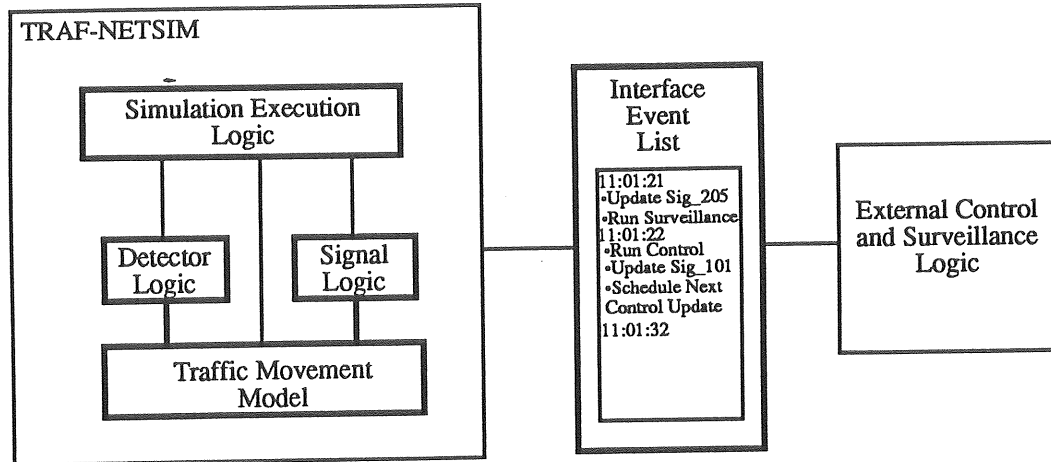 TRAF-NETSIM
Simulation Execution
Logic
Detector
Logic
Signal
Logic
Traffic Movement
Model
Interface
Event
List
11:01:21
•Update Sig_205
•Run Surveillance
11:01:22
•Run Control
•Update Sig_101
•Schedule Next
Control Update
11:01:32
External Control
and Surveillance
Logic